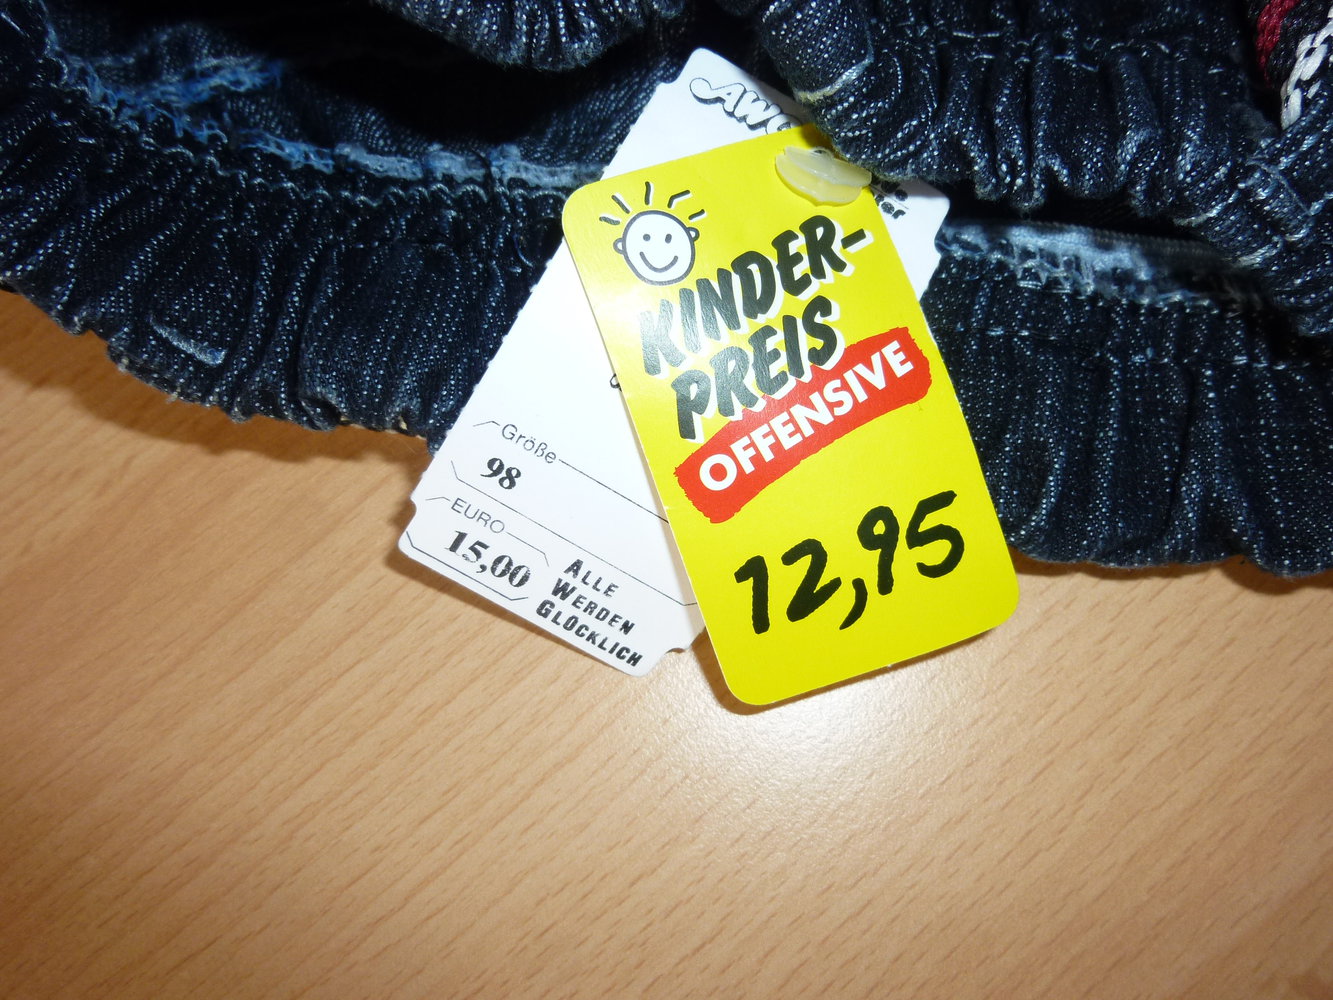 KINDER-
PREIS
OFFENSIVE
12,95
Größe
98
EURO
15,00
ALLE
WERDEN
GLÜCKLICH